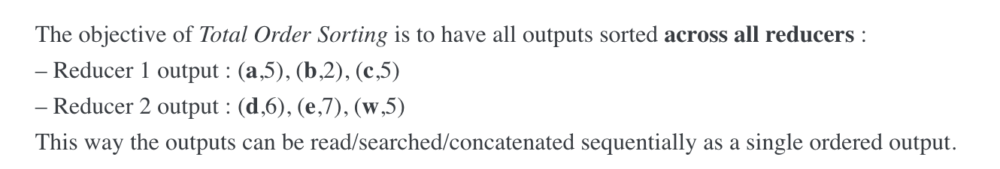 The objective of Total Order Sorting is to have all outputs sorted across all reducers :
– Reducer 1 output : (a,5), (b,2), (c,5)
– Reducer 2 output : (d,6), (e,7), (w,5)
This way the outputs can be read/searched/concatenated sequentially as a single ordered output.